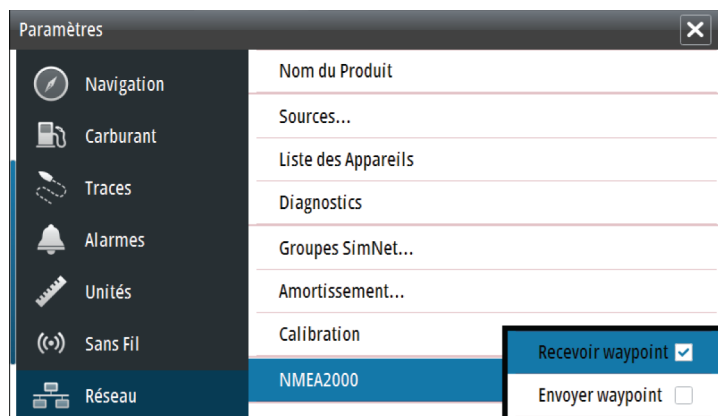 Paramètres
Navigation
Carburant
Traces
Alarmes
Unités
Sans Fil
Réseau
Nom du Produit
Sources...
Liste des Appareils
Diagnostics
Groupes SimNet...
Amortissement...
Calibration
NMEA2000
Recevoir waypoint
Envoyer waypoint